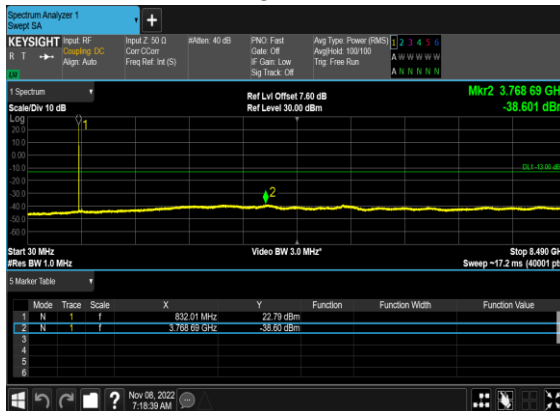 Spectrum Analyzer 1
Swept SA
+
KEYSIGHT Input: RF Input Z: 50 Ω #Atten: 40 dB PNO: Fast Avg Type: Power (RMS) 1 2 3 4 5 6
R T Coupling: DC Corr CCorr Gate: Off Avg|Hold: 100/100 A W W W W W
Align: Auto Freq Ref: Int (S) IF Gain: Low Trig: Free Run
Sig Track: Off A N N N N N
1 Spectrum Ref Lvl Offset 7.60 dB Mkr2 3.768 69 GH
Scale/Div 10 dB Ref Level 30.00 dBm -38.601 dBr
Log
20.0
10.0
0.00
-10.0
DL1 -13.00 dB
-20.0
-30.0
-40.0
-50.0
-60.0
1
2
Start 30 MHz Video BW 3.0 MHz* Stop 8.490 GH
#Res BW 1.0 MHz Sweep ~17.2 ms (40001 pt
5 Marker Table
Mode Trace Scale X Y Function Function Width Function Value
1 N 1 f 832.01 MHz 22.79 dBm
2 N 1 f 3.768 69 GHz -38.60 dBm
3
4
5
6
? Nov 08, 2022
7:18:39 AM